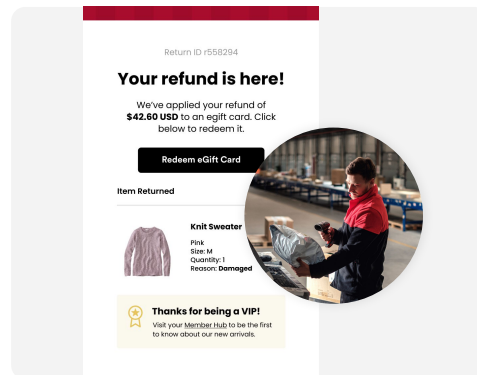 Return ID r558294
Your refund is here!
We've applied your refund of
$42.60 USD to an egift card. Click
below to redeem it.
Redeem eGift Card
Item Returned
Knit Sweater
Pink
Size: M
Quantity: 1
Reason: Damaged
Thanks for being a VIP!
Visit your Member Hub to be the first
to know about our new arrivals.